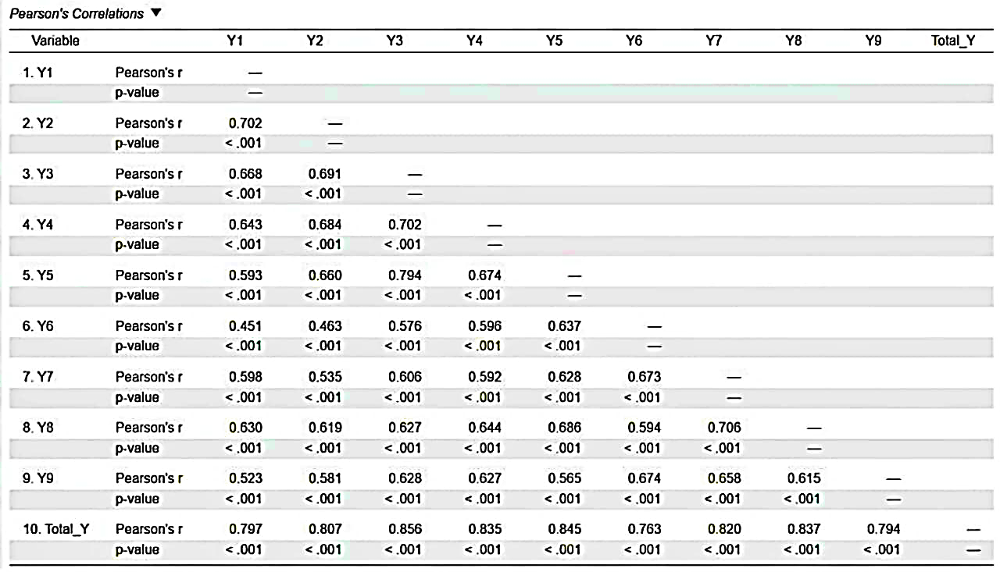 Pearson's Correlations ▼
Variable Y1 Y2 Y3 Y4 Y5 Y6 Y7 Y8 Y9 Total_Y
1. Y1 Pearson's r —
p-value —
2. Y2 Pearson's r 0.702 —
p-value < .001 —
3. Y3 Pearson's r 0.668 0.691 —
p-value < .001 < .001 —
4. Y4 Pearson's r 0.643 0.684 0.702 —
p-value < .001 < .001 < .001 —
5. Y5 Pearson's r 0.593 0.660 0.794 0.674 —
p-value < .001 < .001 < .001 < .001 —
6. Y6 Pearson's r 0.451 0.463 0.576 0.596 0.637 —
p-value < .001 < .001 < .001 < .001 < .001 —
7. Y7 Pearson's r 0.598 0.535 0.606 0.592 0.628 0.673 —
p-value < .001 < .001 < .001 < .001 < .001 < .001 —
8. Y8 Pearson's r 0.630 0.619 0.627 0.644 0.686 0.594 0.706 —
p-value < .001 < .001 < .001 < .001 < .001 < .001 < .001 —
9. Y9 Pearson's r 0.523 0.581 0.628 0.627 0.565 0.674 0.658 0.615 —
p-value < .001 < .001 < .001 < .001 < .001 < .001 < .001 < .001 —
10. Total_Y Pearson's r 0.797 0.807 0.856 0.835 0.845 0.763 0.820 0.837 0.794 —
p-value < .001 < .001 < .001 < .001 < .001 < .001 < .001 < .001 < .001 —